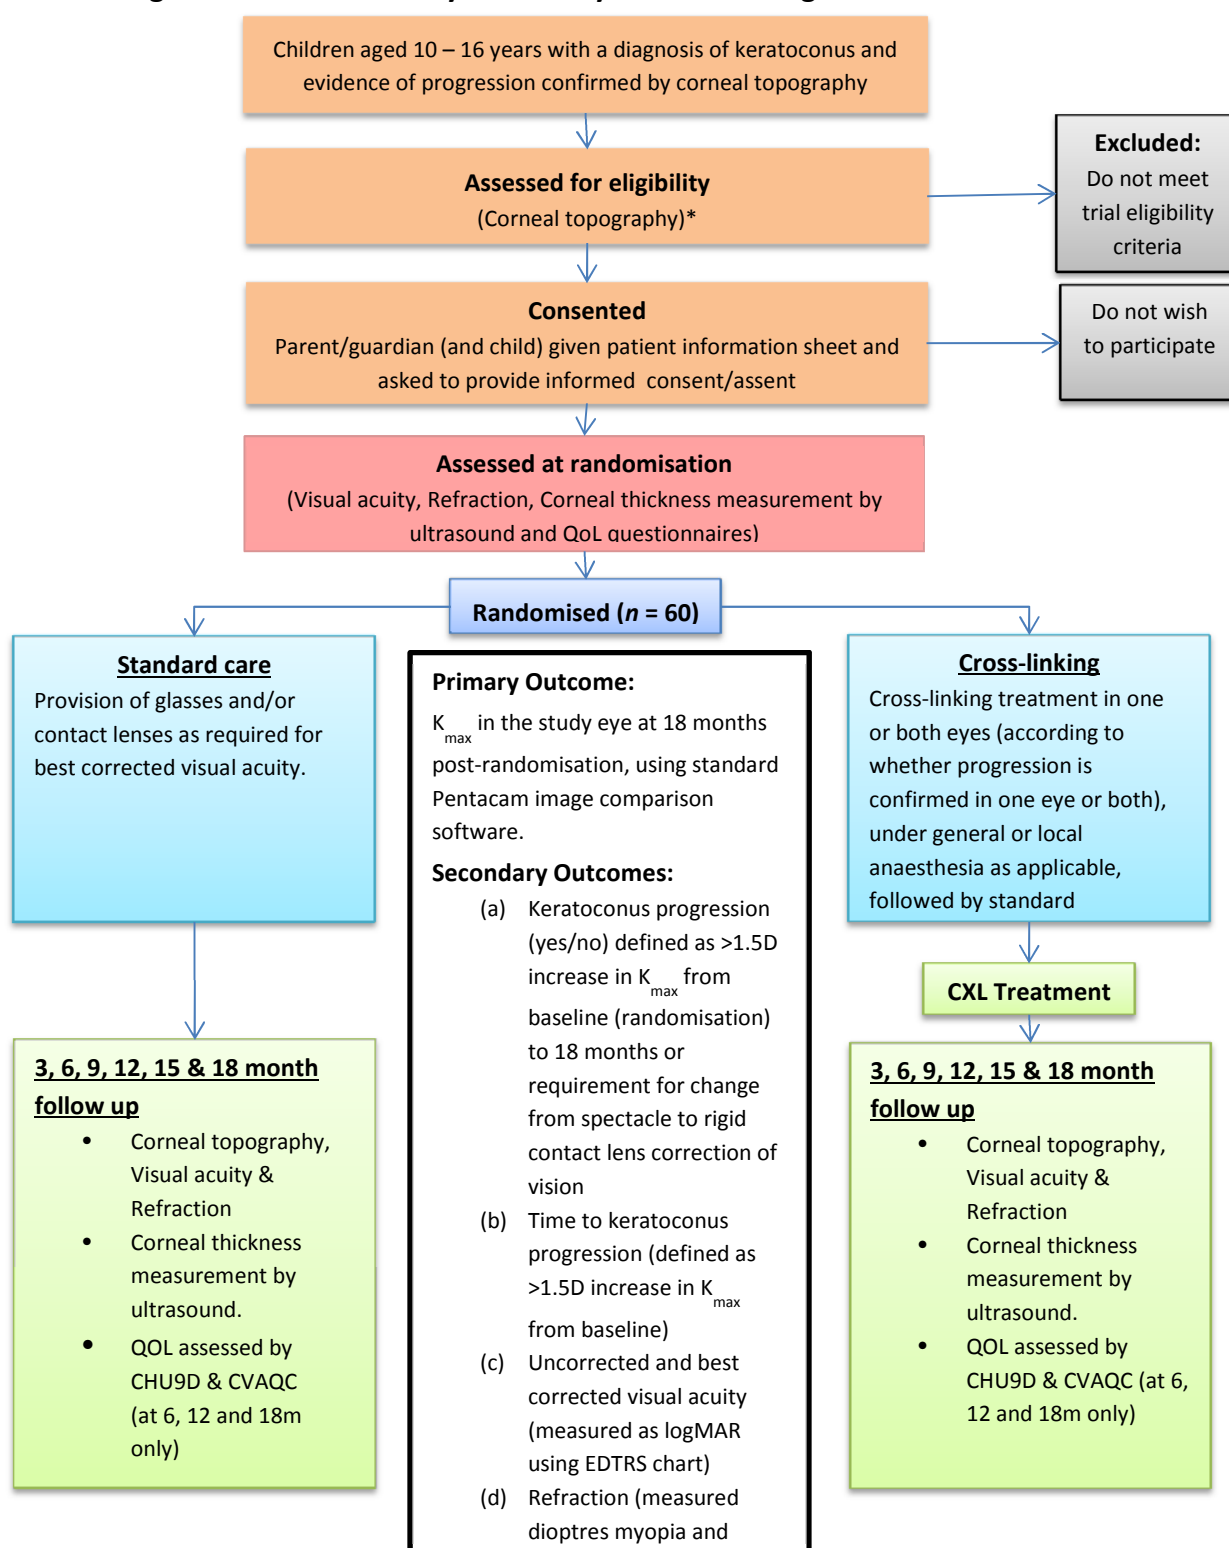 Children aged 10 – 16 years with a diagnosis of keratoconus and
evidence of progression confirmed by corneal topography
Assessed for eligibility
(Corneal topography)*
Excluded:
Do not meet
trial eligibility
criteria
Consented
Parent/guardian (and child) given patient information sheet and
asked to provide informed consent/assent
Do not wish
to participate
Assessed at randomisation
(Visual acuity, Refraction, Corneal thickness measurement by
ultrasound and QoL questionnaires)
Randomised (n = 60)
Standard care
Provision of glasses and/or
contact lenses as required for
best corrected visual acuity.
Primary Outcome:
Kmax in the study eye at 18 months
post-randomisation, using standard
Pentacam image comparison
software.
Secondary Outcomes:
(a) Keratoconus progression
(yes/no) defined as >1.5D
increase in Kmax from
baseline (randomisation)
to 18 months or
requirement for change
from spectacle to rigid
contact lens correction of
vision
(b) Time to keratoconus
progression (defined as
>1.5D increase in Kmax
from baseline)
(c) Uncorrected and best
corrected visual acuity
(measured as logMAR
using EDTRS chart)
(d) Refraction (measured
dioptres myopia and
Cross-linking
Cross-linking treatment in one
or both eyes (according to
whether progression is
confirmed in one eye or both),
under general or local
anaesthesia as applicable,
followed by standard
CXL Treatment
3, 6, 9, 12, 15 & 18 month
follow up
• Corneal topography,
Visual acuity &
Refraction
• Corneal thickness
measurement by
ultrasound.
• QOL assessed by
CHU9D & CVAQC
(at 6, 12 and 18m
only)
3, 6, 9, 12, 15 & 18 month
follow up
• Corneal topography,
Visual acuity &
Refraction
• Corneal thickness
measurement by
ultrasound.
• QOL assessed by
CHU9D & CVAQC (at 6,
12 and 18m only)